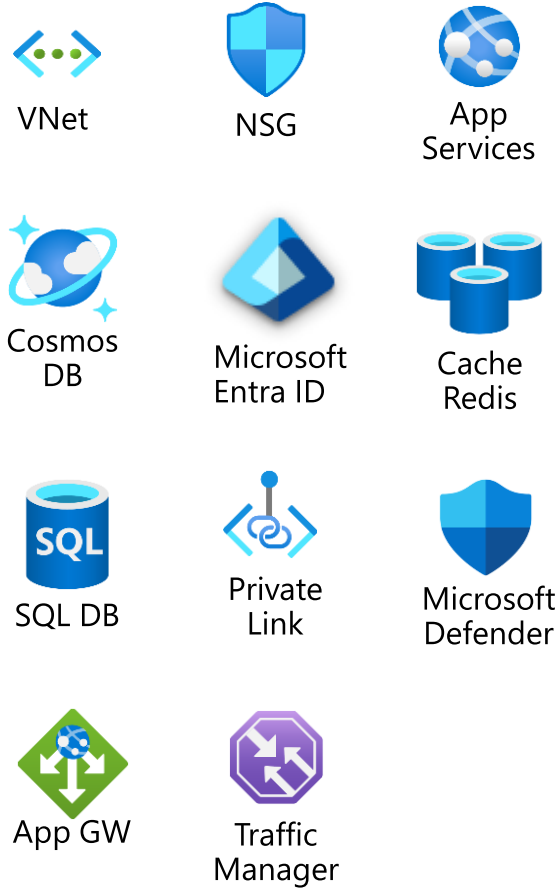 VNet
NSG
App
Services
Cosmos
DB
Microsoft
Entra ID
Cache
Redis
SQL
SQL DB
Private
Link
Microsoft
Defender
App GW
Traffic
Manager